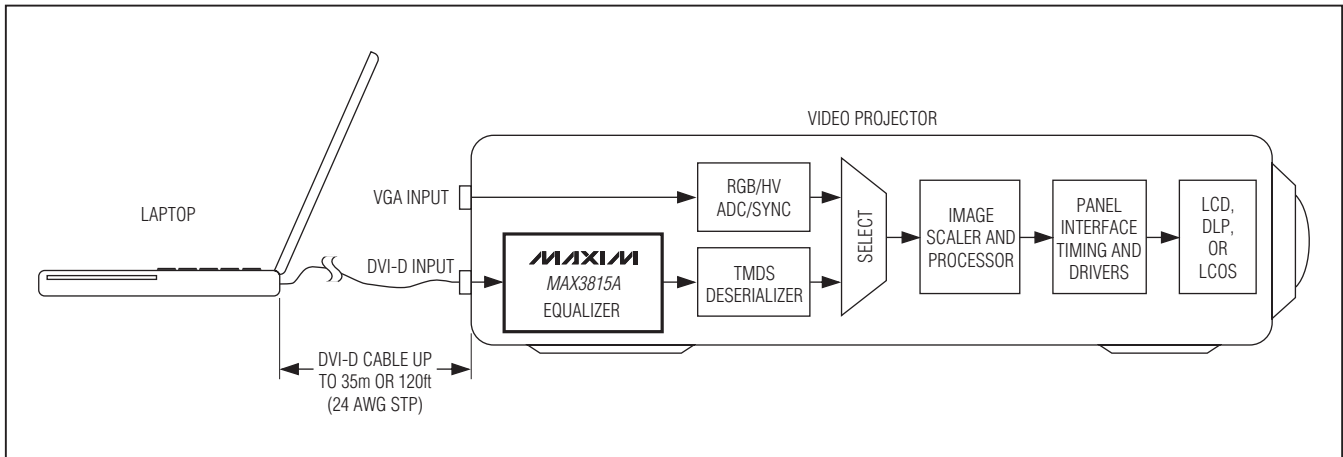 VIDEO PROJECTOR
LAPTOP
VGA INPUT
RGB/HV
ADC/SYNC
DVI-D INPUT
MAXIM
MAX3815A
EQUALIZER
TMDS
DESERIALIZER
SELECT
IMAGE
SCALER AND
PROCESSOR
PANEL
INTERFACE
TIMING AND
DRIVERS
LCD,
DLP,
OR
LCOS
DVI-D CABLE UP
TO 35m OR 120ft
(24 AWG STP)